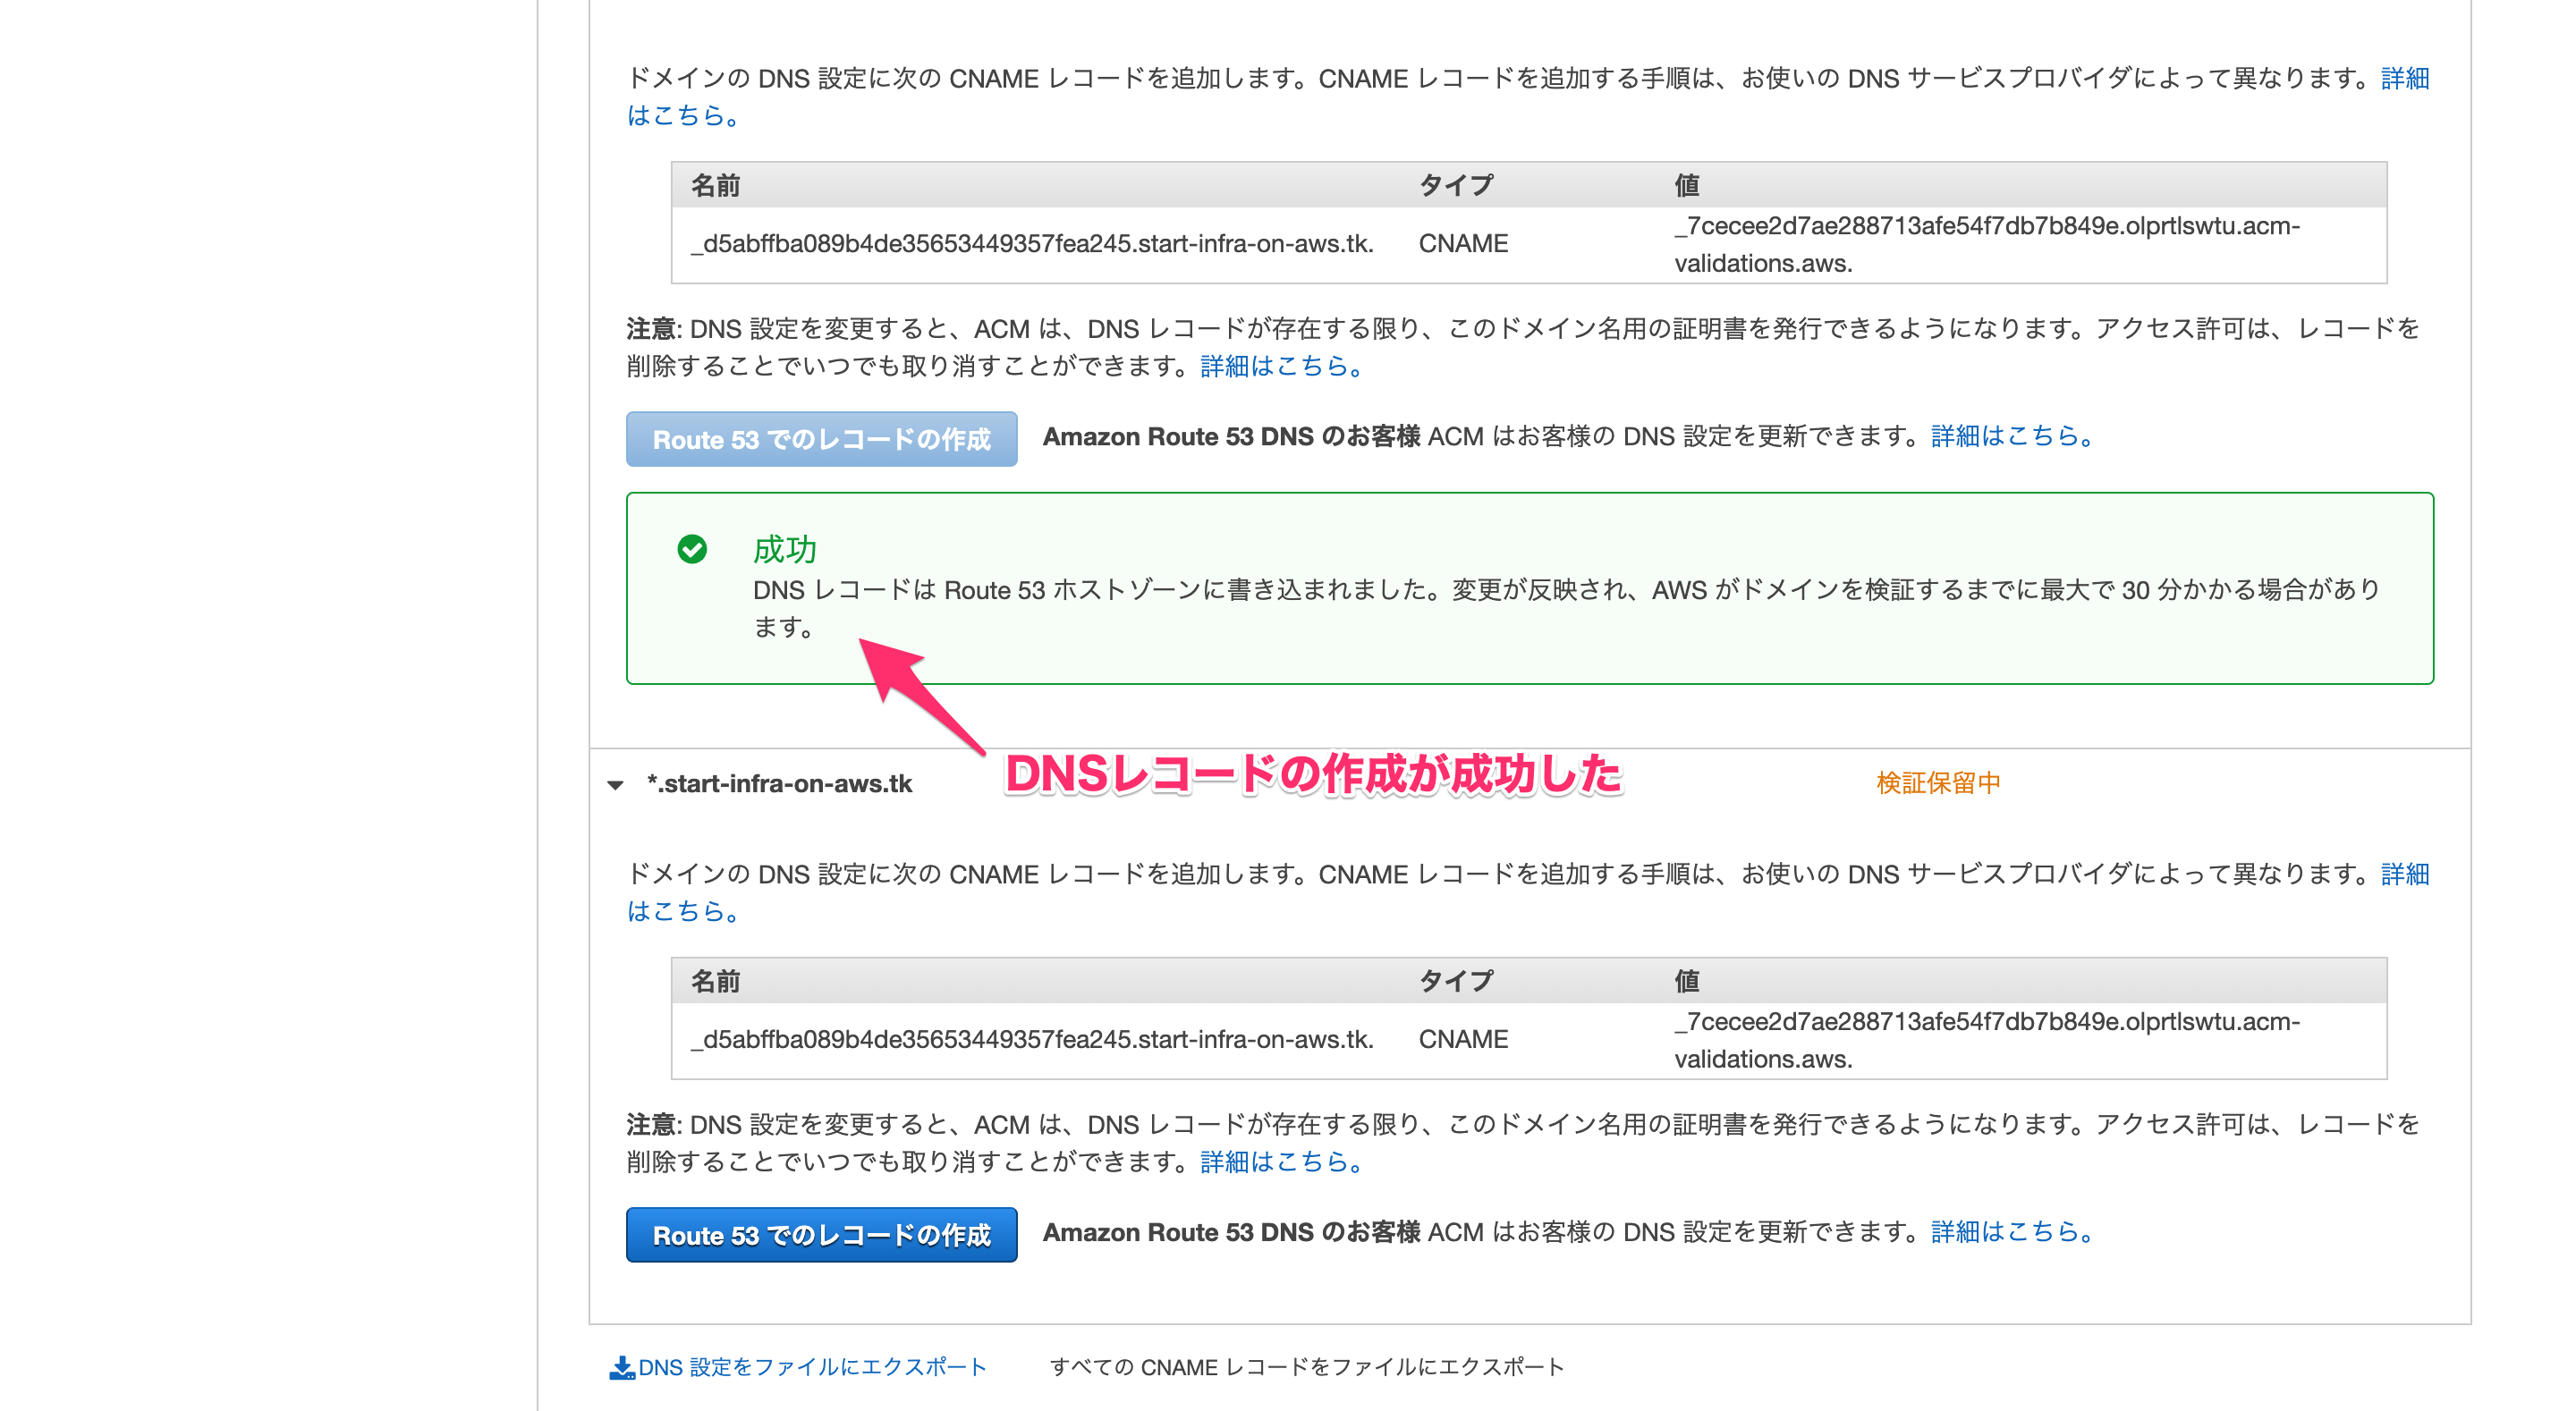 ドメインの DNS 設定に次の CNAME レコードを追加します。CNAME レコードを追加する手順は、お使いの DNS サービスプロバイダによって異なります。詳細
はこちら。
名前 タイプ 値
_d5abffba089b4de35653449357fea245.start-infra-on-aws.tk. CNAME _7cecee2d7ae288713afe54f7db7b849e.olprtlswtu.acm-
validations.aws.
注意: DNS 設定を変更すると、ACM は、DNS レコードが存在する限り、このドメイン名用の証明書を発行できるようになります。アクセス許可は、レコードを
削除することでいつでも取り消すことができます。詳細はこちら。
Route 53 でのレコードの作成 Amazon Route 53 DNS のお客様 ACM はお客様の DNS 設定を更新できます。詳細はこちら。
成功
DNS レコードは Route 53 ホストゾーンに書き込まれました。変更が反映され、AWS がドメインを検証するまでに最大で 30 分かかる場合があり
ます。
DNSレコードの作成が成功した
*.start-infra-on-aws.tk 検証保留中
ドメインの DNS 設定に次の CNAME レコードを追加します。CNAME レコードを追加する手順は、お使いの DNS サービスプロバイダによって異なります。詳細
はこちら。
名前 タイプ 値
_d5abffba089b4de35653449357fea245.start-infra-on-aws.tk. CNAME _7cecee2d7ae288713afe54f7db7b849e.olprtlswtu.acm-
validations.aws.
注意: DNS 設定を変更すると、ACM は、DNS レコードが存在する限り、このドメイン名用の証明書を発行できるようになります。アクセス許可は、レコードを
削除することでいつでも取り消すことができます。詳細はこちら。
Route 53 でのレコードの作成 Amazon Route 53 DNS のお客様 ACM はお客様の DNS 設定を更新できます。詳細はこちら。
DNS 設定をファイルにエクスポート すべての CNAME レコードをファイルにエクスポート